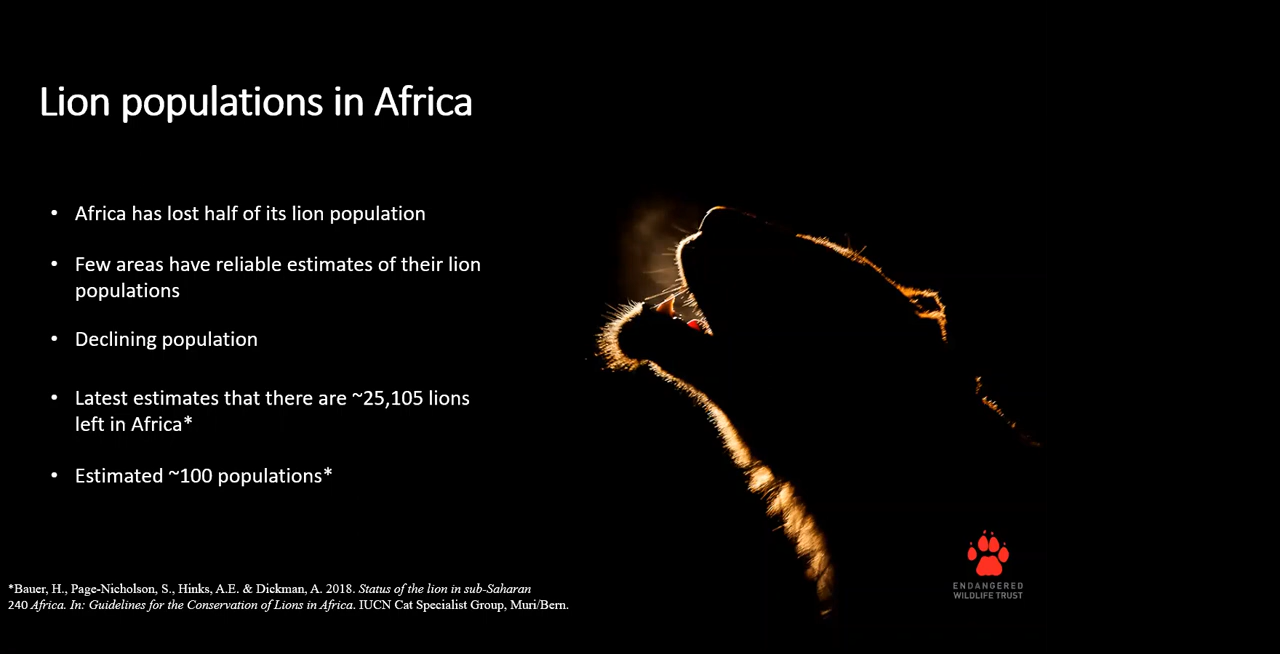 Lion populations in Africa
• Africa has lost half of its lion population
• Few areas have reliable estimates of their lion
populations
• Declining population
• Latest estimates that there are ~25,105 lions
left in Africa*
• Estimated ~100 populations*
*Bauer, H., Page-Nicholson, S., Hinks, A.E. & Dickman, A. 2018. Status of the lion in sub-Saharan
240 Africa. In: Guidelines for the Conservation of Lions in Africa. IUCN Cat Specialist Group, Muri/Bern.
ENDANGERED
WILDLIFE TRUST